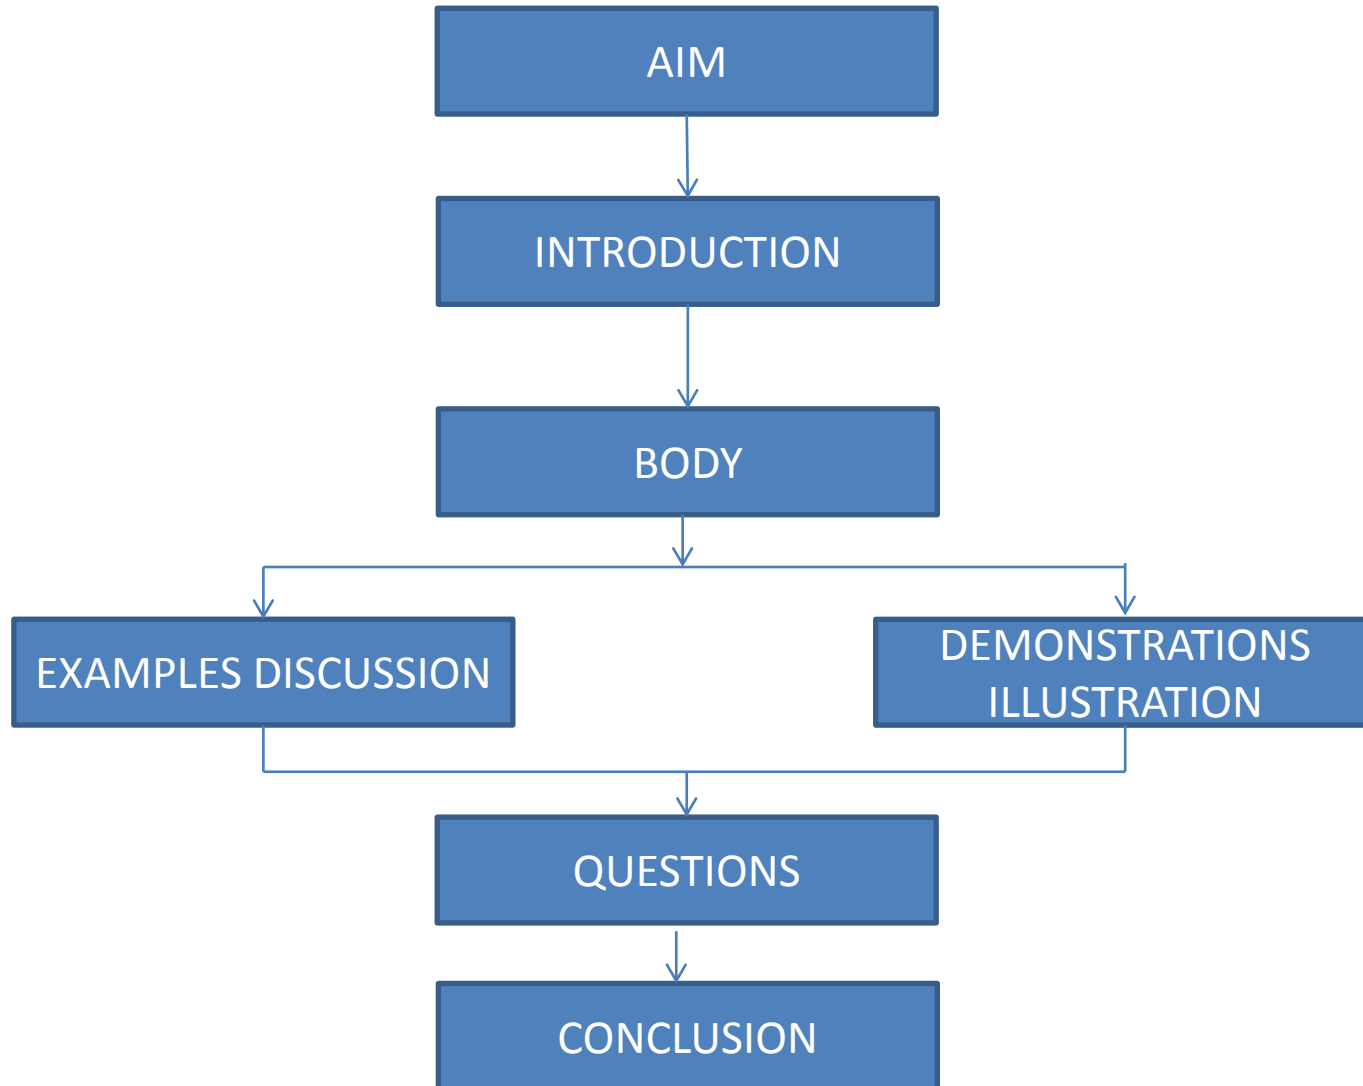 AIM
INTRODUCTION
BODY
EXAMPLES DISCUSSION
DEMONSTRATIONS
ILLUSTRATION
QUESTIONS
CONCLUSION